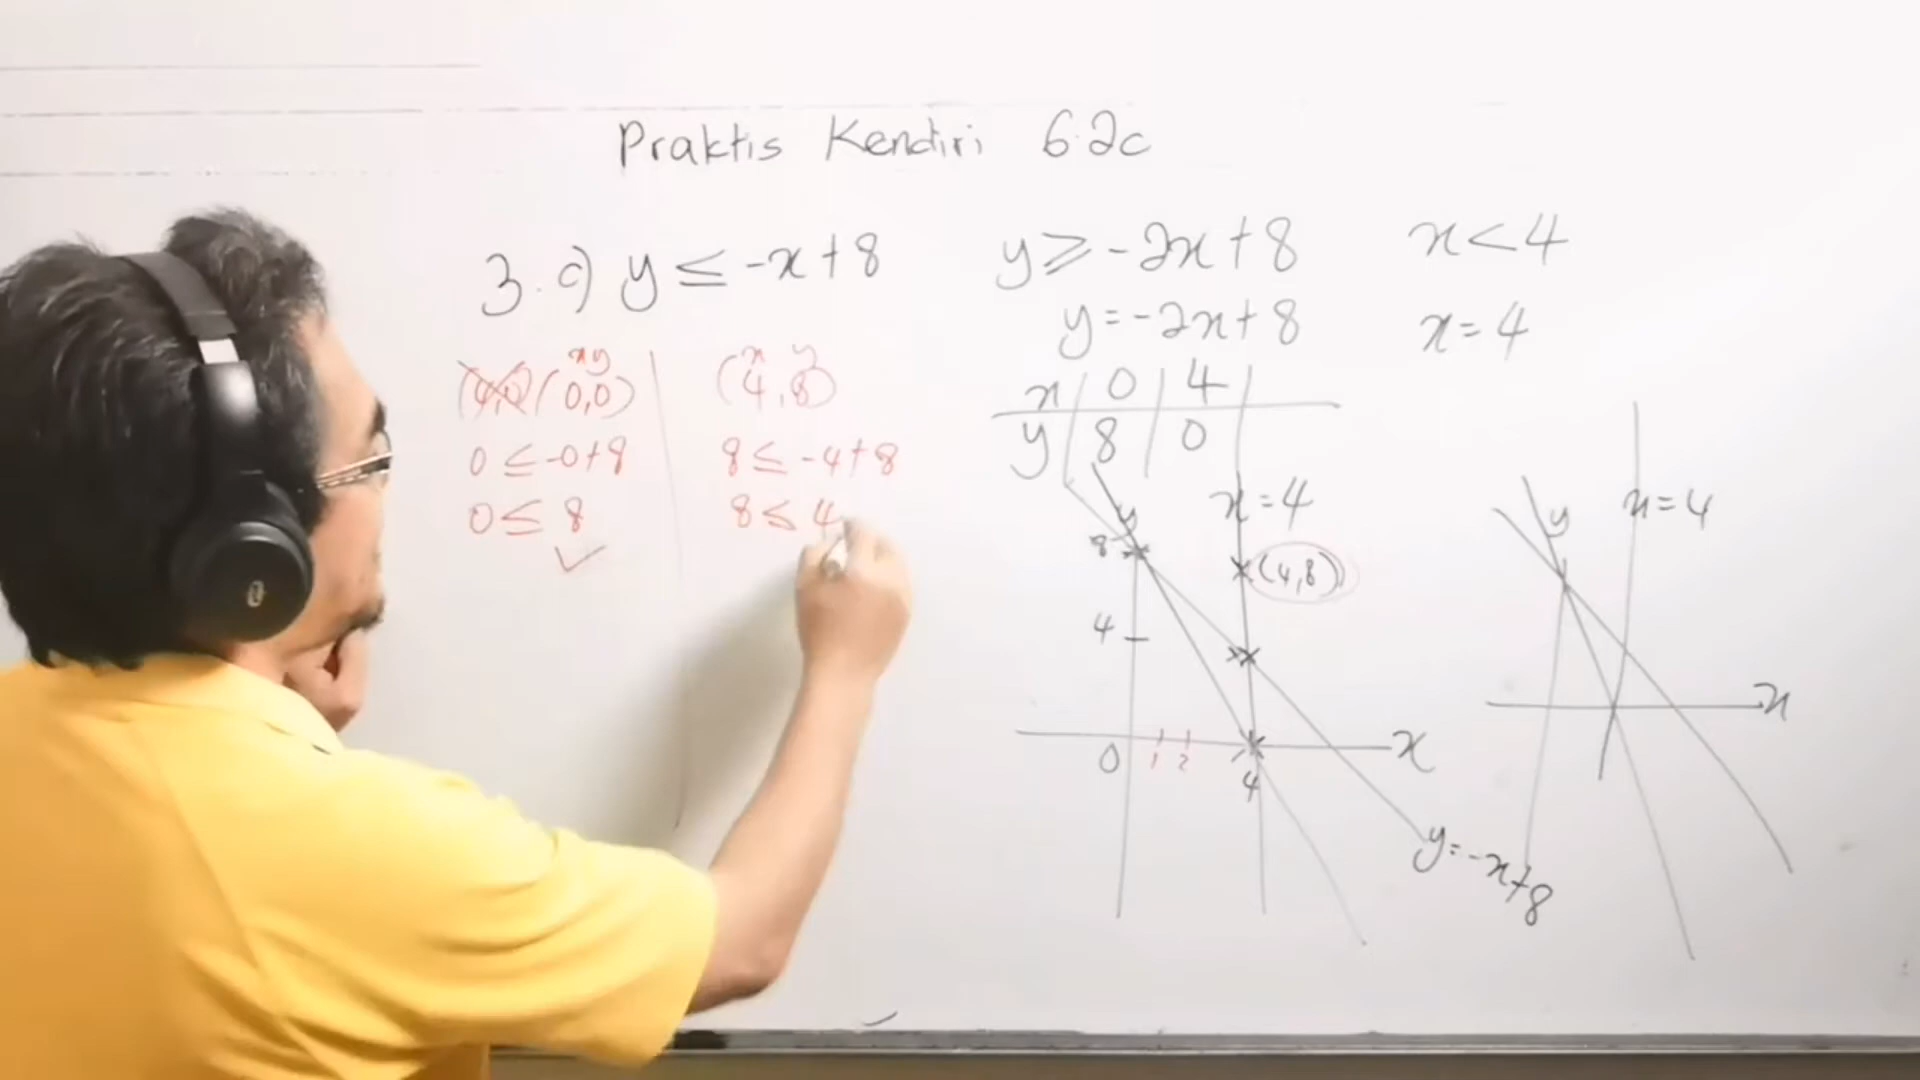 Praktis Kendiri 6.2c
3.c) y ≤ -x+8
y ≥ -2x+8
x<4
y=-2x+8
x=4
x y
(0,0)
0 ≤ -0+8
0 ≤ 8
x y
(4,8)
8 ≤ -4+8
8 ≤ 4
x 0 4
y 8 0
y
x=4
8
(4,8)
4
0 1 2
4
x
y=-x+8
y
x=4
x